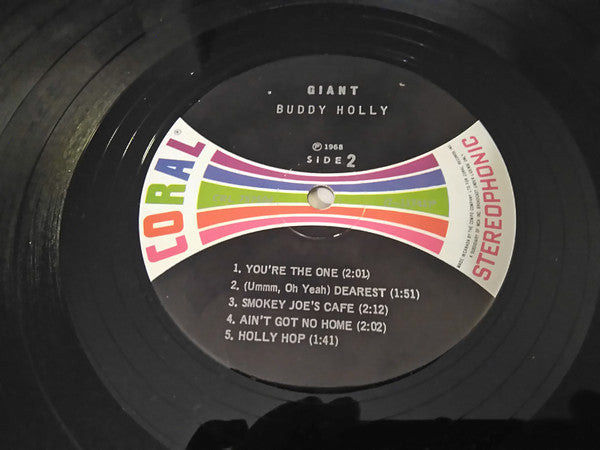 GIANT
BUDDY HOLLY
℗ 1968
SIDE 2
CORAL®
STEREOPHONIC
1. YOU'RE THE ONE (2:01)
2. (Ummm, Oh Yeah) DEAREST (1:51)
3. SMOKEY JOE'S CAFE (2:12)
4. AIN'T GOT NO HOME (2:02)
5. HOLLY HOP (1:41)